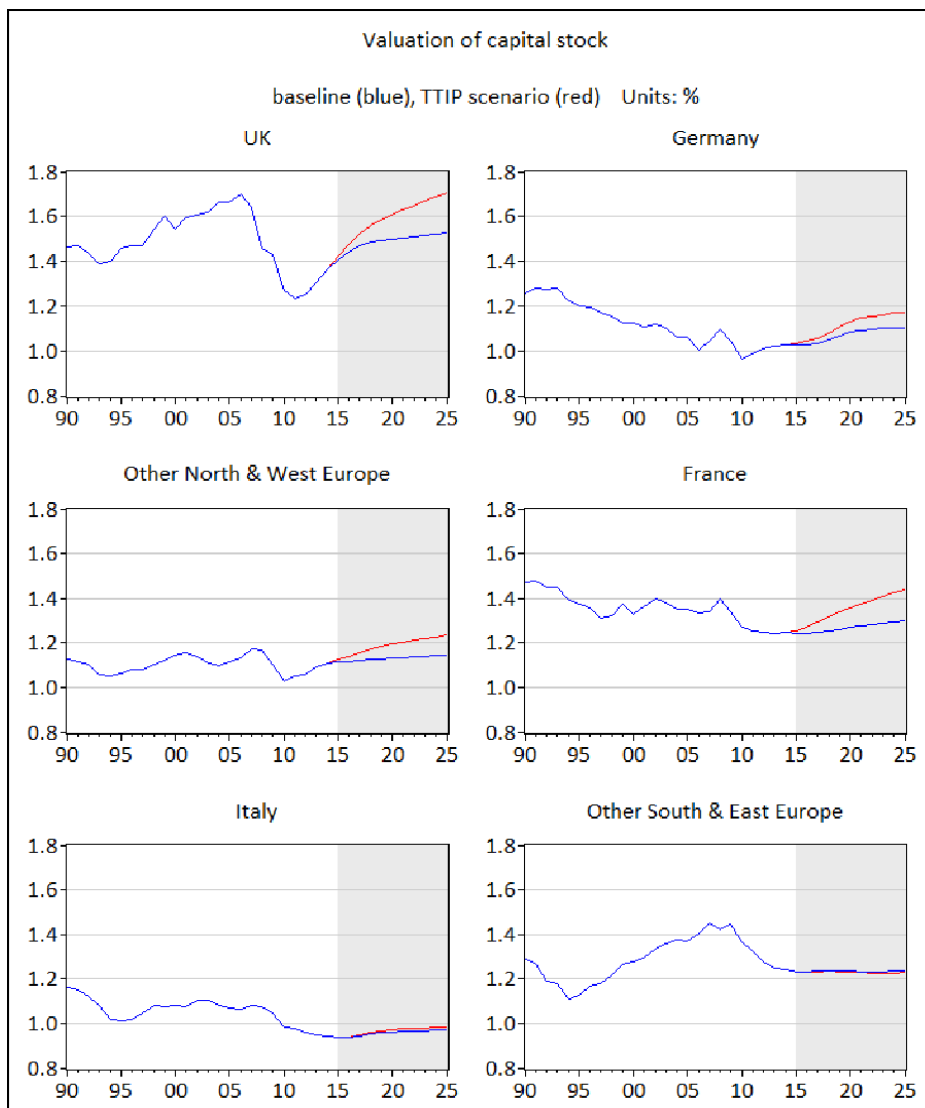 Valuation of capital stock
baseline (blue), TTIP scenario (red) Units: %
UK
1.8
1.6
1.4
1.2
1.0
0.8
90 95 00 05 10 15 20 25
Germany
1.8
1.6
1.4
1.2
1.0
0.8
90 95 00 05 10 15 20 25
Other North & West Europe
1.8
1.6
1.4
1.2
1.0
0.8
90 95 00 05 10 15 20 25
France
1.8
1.6
1.4
1.2
1.0
0.8
90 95 00 05 10 15 20 25
Italy
1.8
1.6
1.4
1.2
1.0
0.8
90 95 00 05 10 15 20 25
Other South & East Europe
1.8
1.6
1.4
1.2
1.0
0.8
90 95 00 05 10 15 20 25